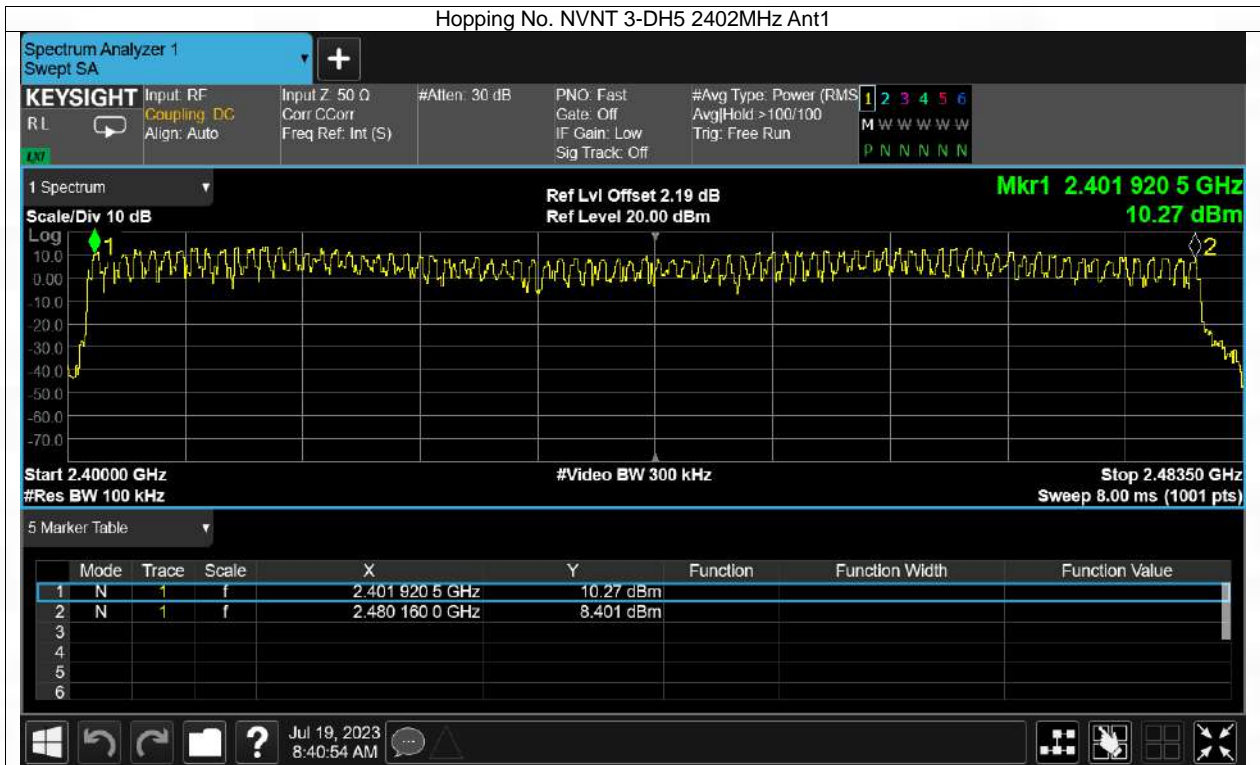 Hopping No. NVNT 3-DH5 2402MHz Ant1
Spectrum Analyzer 1
Swept SA
KEYSIGHT
RL
LXI
Input: RF
Coupling: DC
Align: Auto
Input Z: 50 Ω
Corr CCorr
Freq Ref: Int (S)
#Atten: 30 dB
PNO: Fast
Gate: Off
IF Gain: Low
Sig Track: Off
#Avg Type: Power (RMS
Avg|Hold >100/100
Trig: Free Run
1 2 3 4 5 6
M W W W W W
P N N N N N
1 Spectrum
Scale/Div 10 dB
Ref Lvl Offset 2.19 dB
Ref Level 20.00 dBm
Mkr1 2.401 920 5 GHz
10.27 dBm
Log
1
2
10.0
0.00
-10.0
-20.0
-30.0
-40.0
-50.0
-60.0
-70.0
Start 2.40000 GHz
#Res BW 100 kHz
#Video BW 300 kHz
Stop 2.48350 GHz
Sweep 8.00 ms (1001 pts)
5 Marker Table
Mode Trace Scale X Y Function Function Width Function Value
1 N 1 f 2.401 920 5 GHz 10.27 dBm
2 N 1 f 2.480 160 0 GHz 8.401 dBm
3
4
5
6
?
Jul 19, 2023
8:40:54 AM